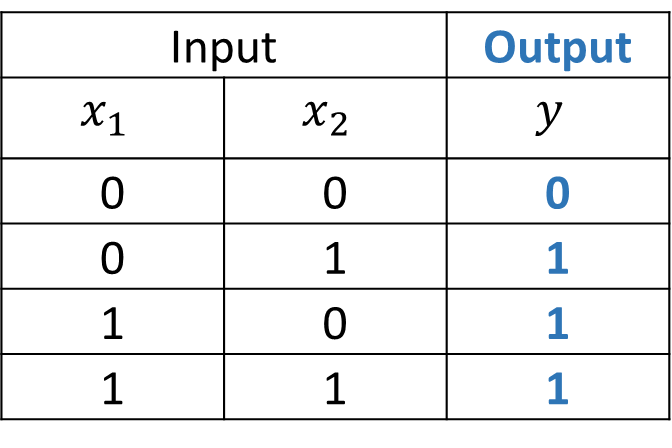 Input Output
x₁ x₂ y
0 0 0
0 1 1
1 0 1
1 1 1